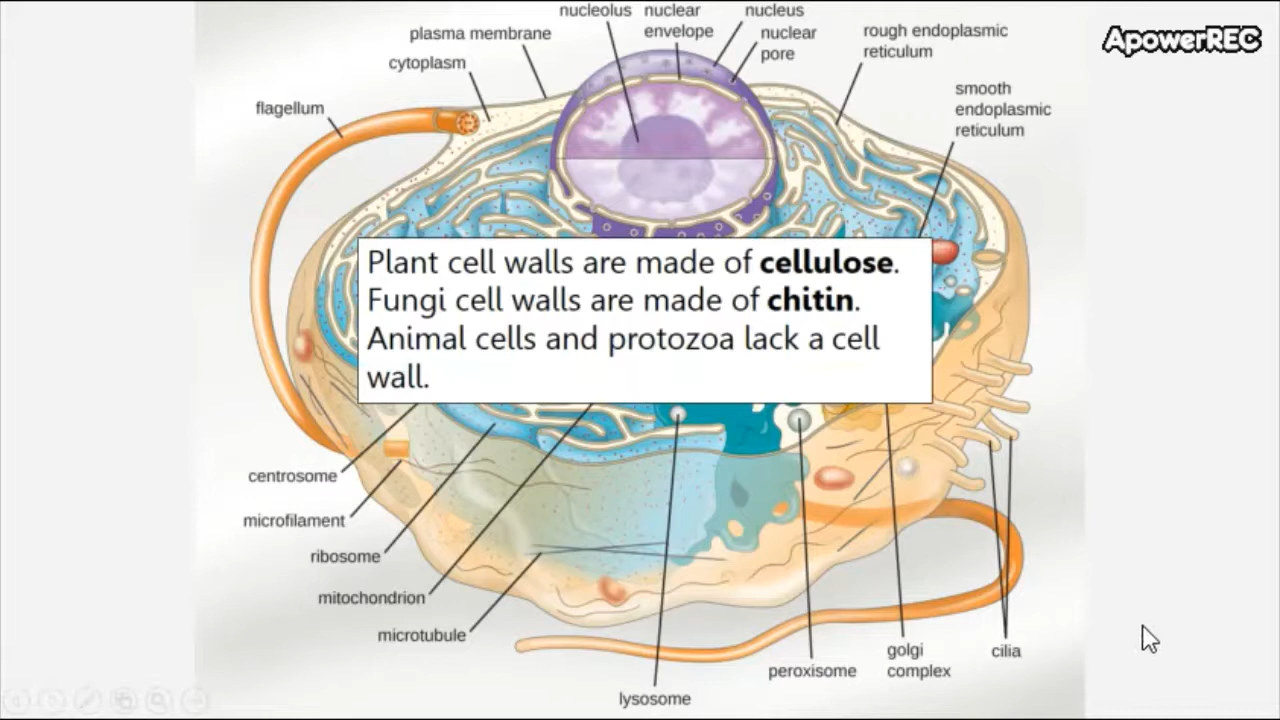 nucleolus
nuclear
envelope
nucleus
nuclear
pore
plasma membrane
cytoplasm
flagellum
rough endoplasmic
reticulum
smooth
endoplasmic
reticulum
ApowerREC
Plant cell walls are made of cellulose.
Fungi cell walls are made of chitin.
Animal cells and protozoa lack a cell
wall.
centrosome
microfilament
ribosome
mitochondrion
microtubule
lysosome
peroxisome
golgi
complex
cilia